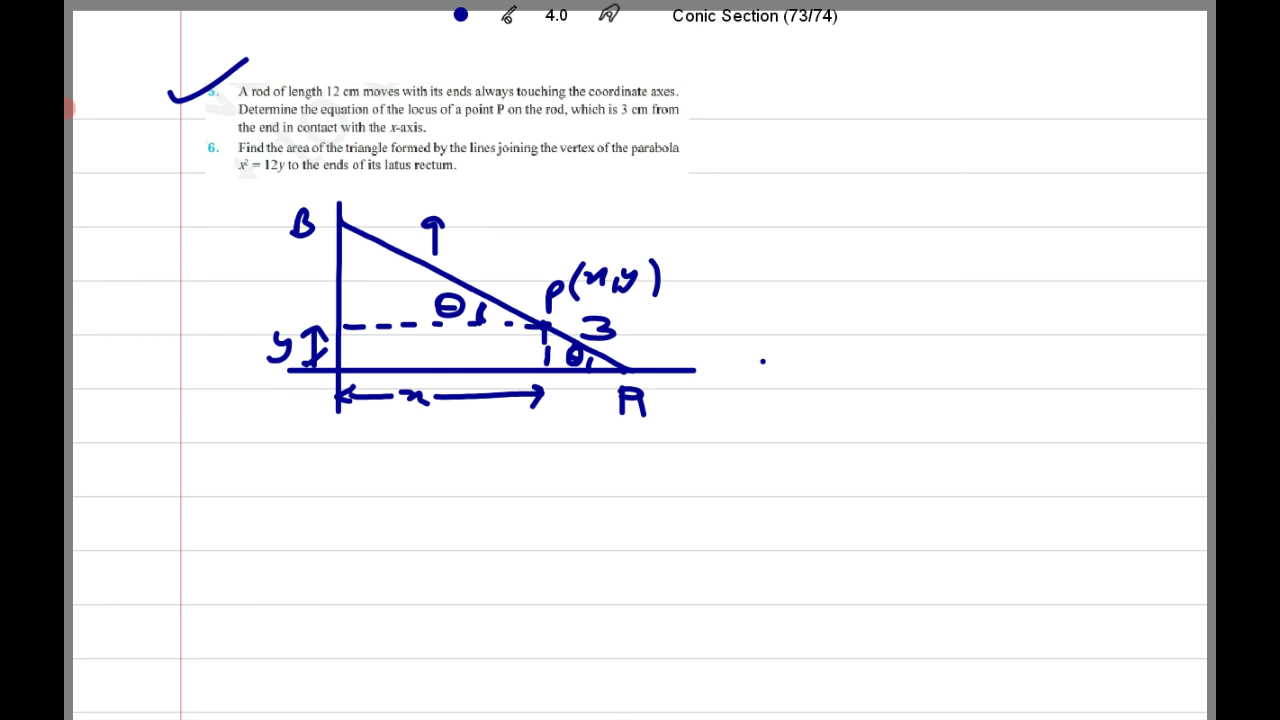 4.0 Conic Section (73/74)
5. A rod of length 12 cm moves with its ends always touching the coordinate axes.
Determine the equation of the locus of a point P on the rod, which is 3 cm from
the end in contact with the x-axis.
6. Find the area of the triangle formed by the lines joining the vertex of the parabola
x² = 12y to the ends of its latus rectum.
B
P(x,y)
θ
3
y
θ
x
A